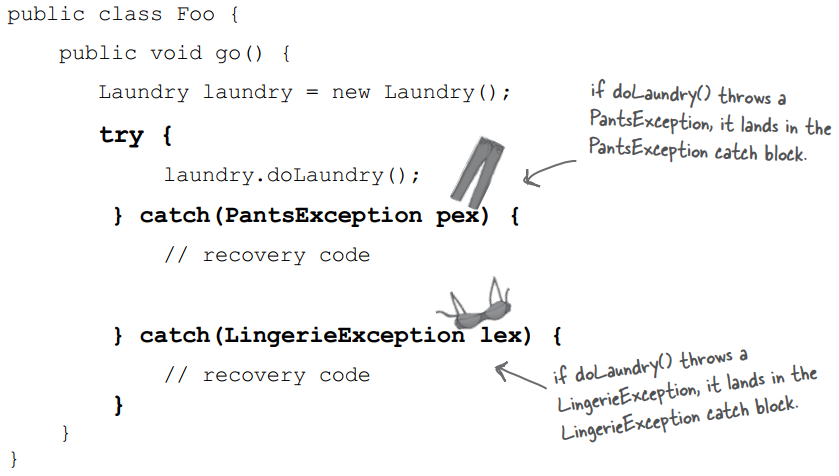 public class Foo {
public void go() {
Laundry laundry = new Laundry();
try {
laundry.doLaundry();
} catch(PantsException pex) {
// recovery code
} catch(LingerieException lex) {
// recovery code
}
}
}
if doLaundry() throws a
PantsException, it lands in the
PantsException catch block.
if doLaundry() throws a
LingerieException, it lands in the
LingerieException catch block.